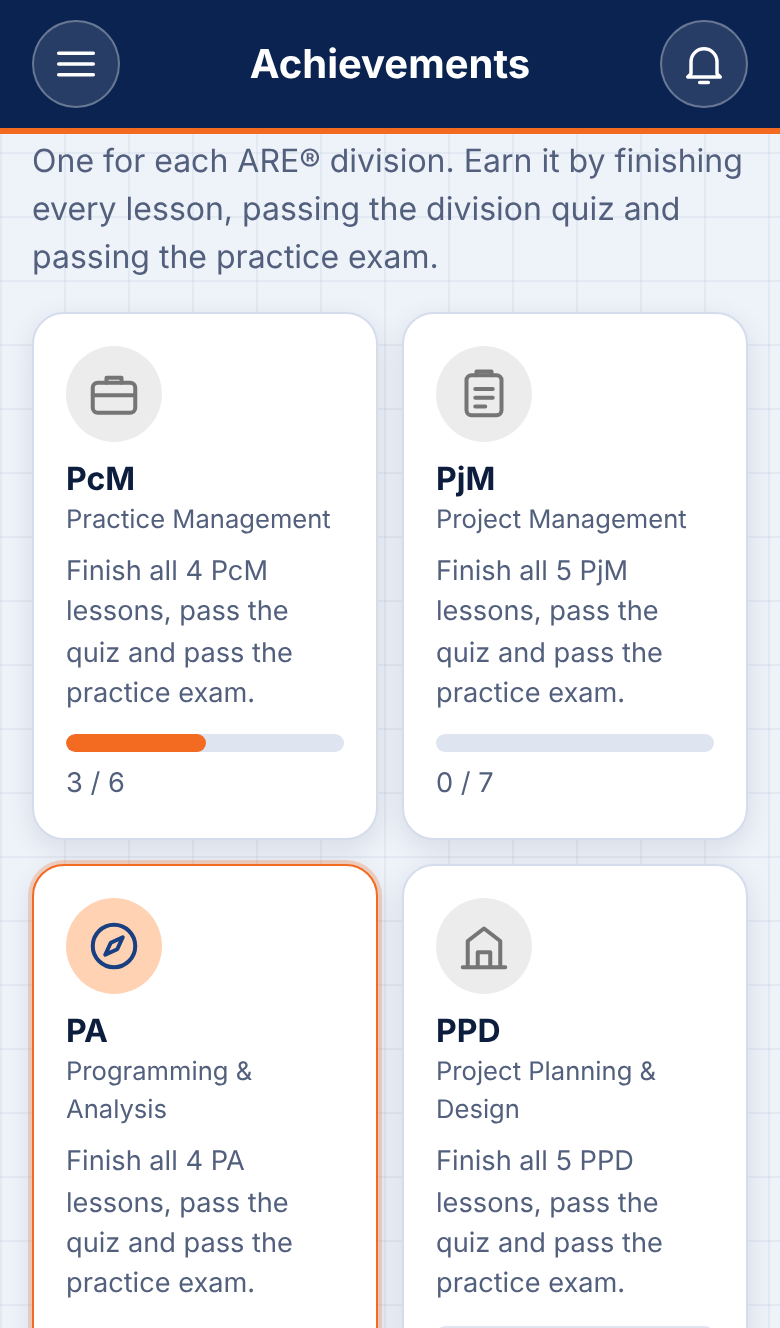 Achievements
One for each ARE® division. Earn it by finishing
every lesson, passing the division quiz and
passing the practice exam.
PcM
Practice Management
Finish all 4 PcM
lessons, pass the
quiz and pass the
practice exam.
3 / 6
PjM
Project Management
Finish all 5 PjM
lessons, pass the
quiz and pass the
practice exam.
0 / 7
PA
Programming &
Analysis
Finish all 4 PA
lessons, pass the
quiz and pass the
practice exam.
PPD
Project Planning &
Design
Finish all 5 PPD
lessons, pass the
quiz and pass the
practice exam.